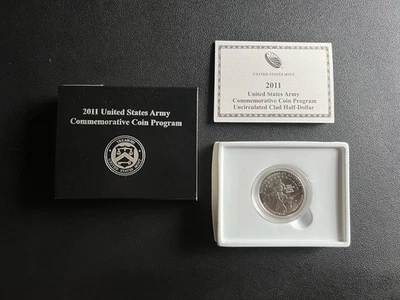 2011 United States Army
Commemorative Coin Program
UNITED STATES MINT
2011
United States Army
Commemorative Coin Program
Uncirculated Clad Half-Dollar